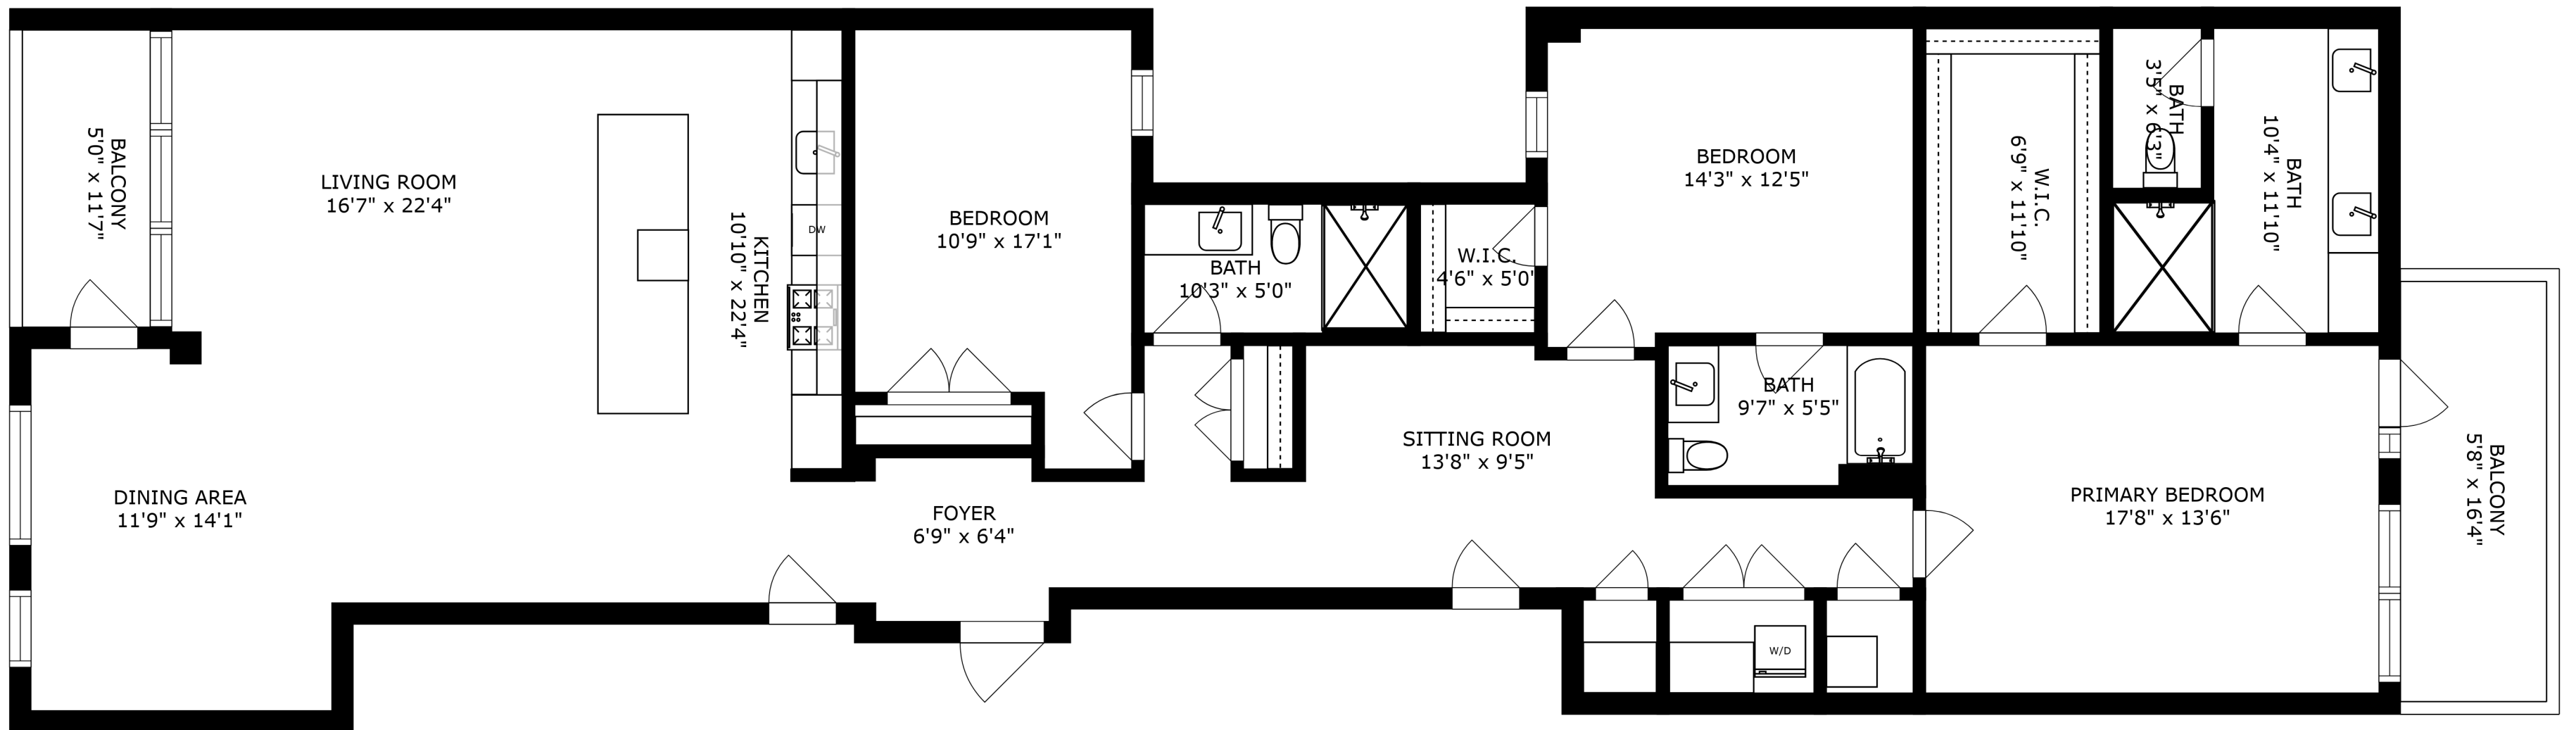 BALCONY
5'0" x 11'7"
LIVING ROOM
16'7" x 22'4"
KITCHEN
10'10" x 22'4"
DW
BEDROOM
10'9" x 17'1"
BATH
10'3" x 5'0"
W.I.C.
4'6" x 5'0"
BEDROOM
14'3" x 12'5"
W.I.C.
6'9" x 11'10"
BATH
3'5" x 6'3"
BATH
10'4" x 11'10"
DINING AREA
11'9" x 14'1"
FOYER
6'9" x 6'4"
SITTING ROOM
13'8" x 9'5"
BATH
9'7" x 5'5"
W/D
PRIMARY BEDROOM
17'8" x 13'6"
BALCONY
5'8" x 16'4"